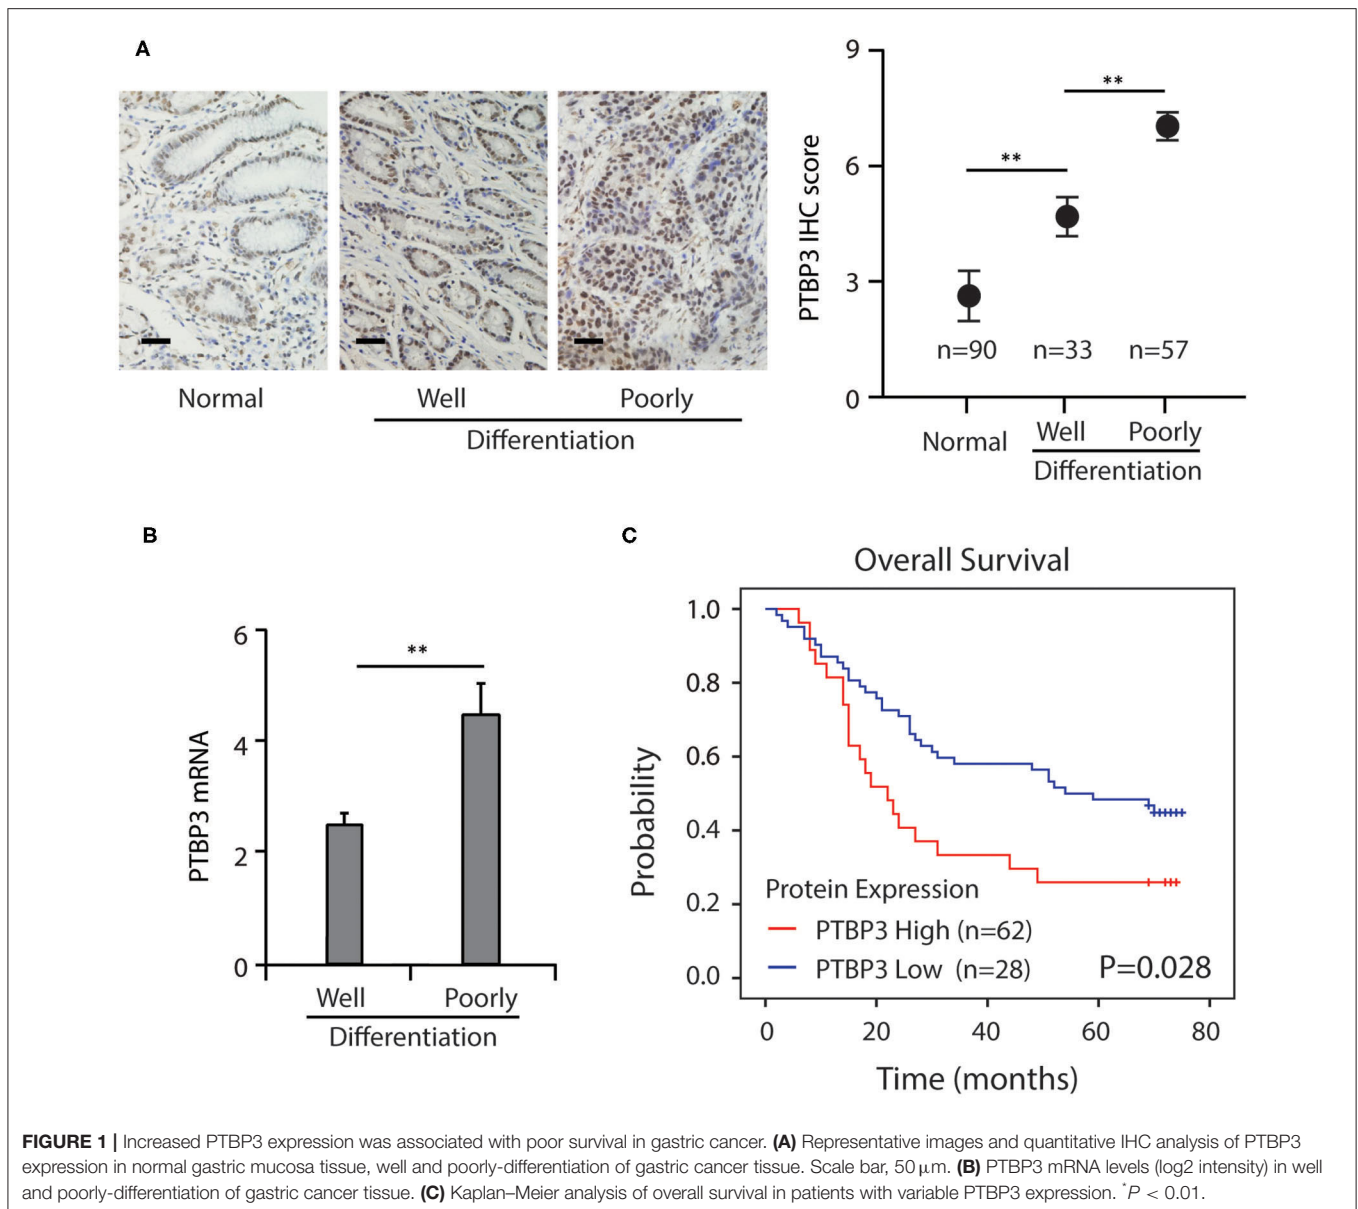 A
Normal
Well
Poorly
Differentiation
9
6
3
0
PTBP3 IHC score
**
**
n=90
n=33
n=57
Normal
Well
Poorly
Differentiation
B
6
4
2
0
PTBP3 mRNA
**
Well
Poorly
Differentiation
C
Overall Survival
1.0
0.8
0.6
0.4
0.2
0.0
Probability
Protein Expression
PTBP3 High (n=62)
PTBP3 Low (n=28)
P=0.028
0
20
40
60
80
Time (months)
FIGURE 1 | Increased PTBP3 expression was associated with poor survival in gastric cancer. (A) Representative images and quantitative IHC analysis of PTBP3
expression in normal gastric mucosa tissue, well and poorly-differentiation of gastric cancer tissue. Scale bar, 50 μm. (B) PTBP3 mRNA levels (log2 intensity) in well
and poorly-differentiation of gastric cancer tissue. (C) Kaplan–Meier analysis of overall survival in patients with variable PTBP3 expression. *P < 0.01.